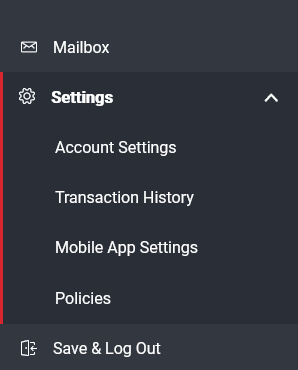 Mailbox
Settings
Account Settings
Transaction History
Mobile App Settings
Policies
Save & Log Out